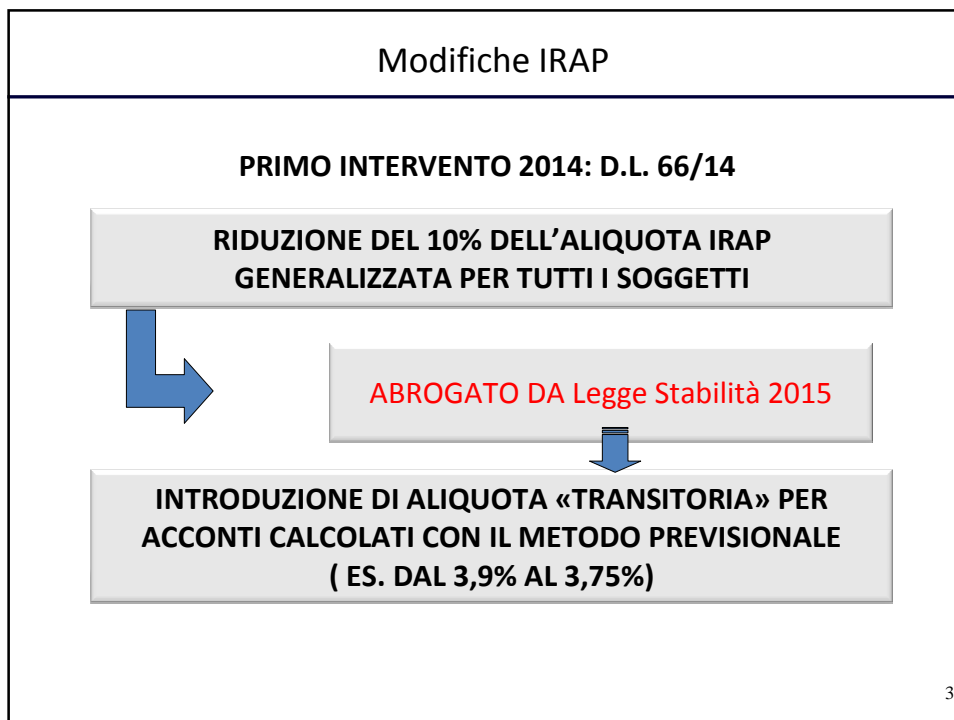 Modifiche IRAP
PRIMO INTERVENTO 2014: D.L. 66/14
RIDUZIONE DEL 10% DELL’ALIQUOTA IRAP
GENERALIZZATA PER TUTTI I SOGGETTI
ABROGATO DA Legge Stabilità 2015
INTRODUZIONE DI ALIQUOTA «TRANSITORIA» PER
ACCONTI CALCOLATI CON IL METODO PREVISIONALE
( ES. DAL 3,9% AL 3,75%)
3